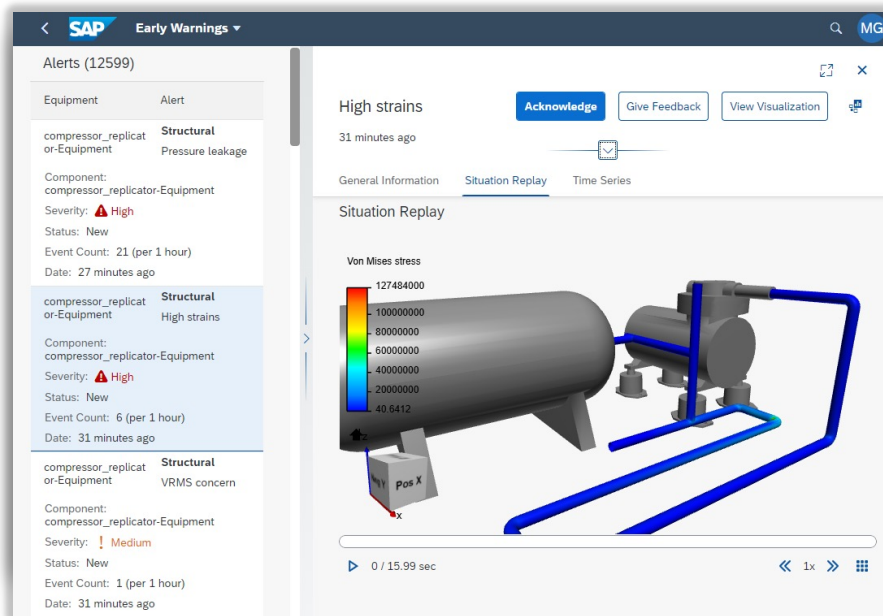 SAP
Early Warnings
MG
Alerts (12599)
Equipment Alert
compressor_replicat
or-Equipment
Structural
Pressure leakage
Component:
compressor_replicator-Equipment
Severity: High
Status: New
Event Count: 21 (per 1 hour)
Date: 27 minutes ago
compressor_replicat
or-Equipment
Structural
High strains
Component:
compressor_replicator-Equipment
Severity: High
Status: New
Event Count: 6 (per 1 hour)
Date: 31 minutes ago
compressor_replicat
or-Equipment
Structural
VRMS concern
Component:
compressor_replicator-Equipment
Severity: Medium
Status: New
Event Count: 1 (per 1 hour)
Date: 31 minutes ago
High strains
Acknowledge
Give Feedback
View Visualization
31 minutes ago
General Information
Situation Replay
Time Series
Situation Replay
Von Mises stress
127484000
100000000
80000000
60000000
40000000
20000000
40.6412
Z
Pos X
X
0 / 15.99 sec
1x